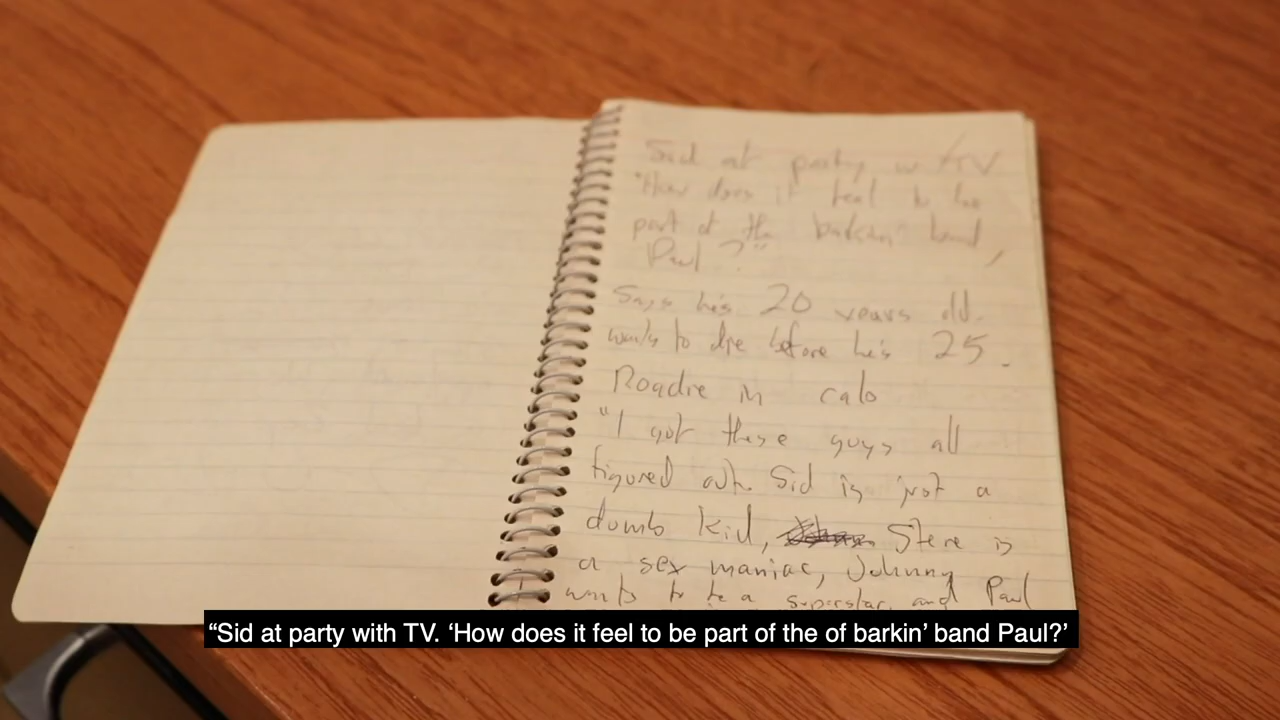 Sid at party w/ TV
"How does it feel to be
part of the barkin' band,
Paul?"
Says he's 20 years old.
wants to die before he's 25.
Roadie in
"I got these guys all
figured out. Sid is just a
dumb kid, Steve is
a sex maniac, Johnny
wants to be a superstar, and Paul
“Sid at party with TV. ‘How does it feel to be part of the of barkin’ band Paul?’